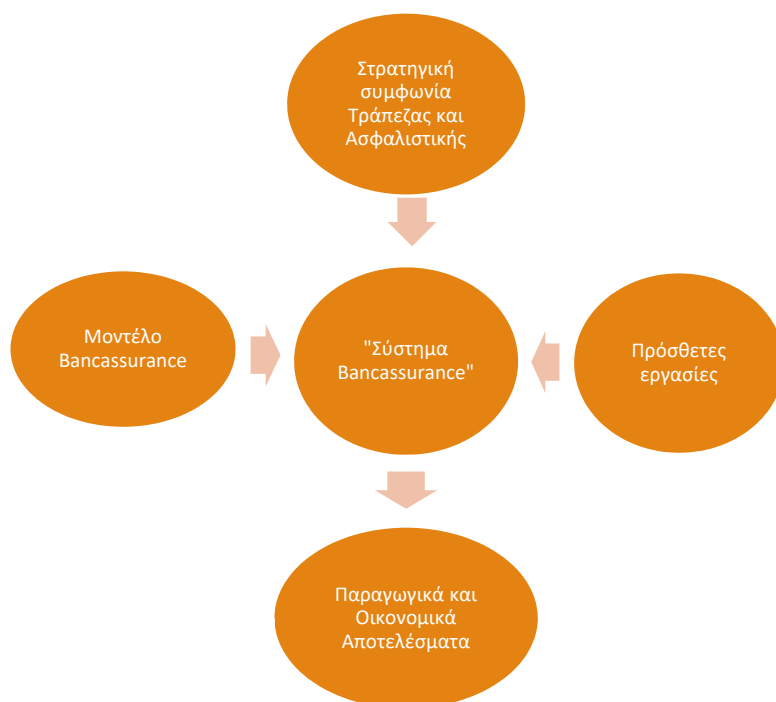 Στρατηγική
συμφωνία
Τράπεζας και
Ασφαλιστικής
Μοντέλο
Bancassurance
"Σύστημα
Bancassurance"
Πρόσθετες
εργασίες
Παραγωγικά και
Οικονομικά
Αποτελέσματα